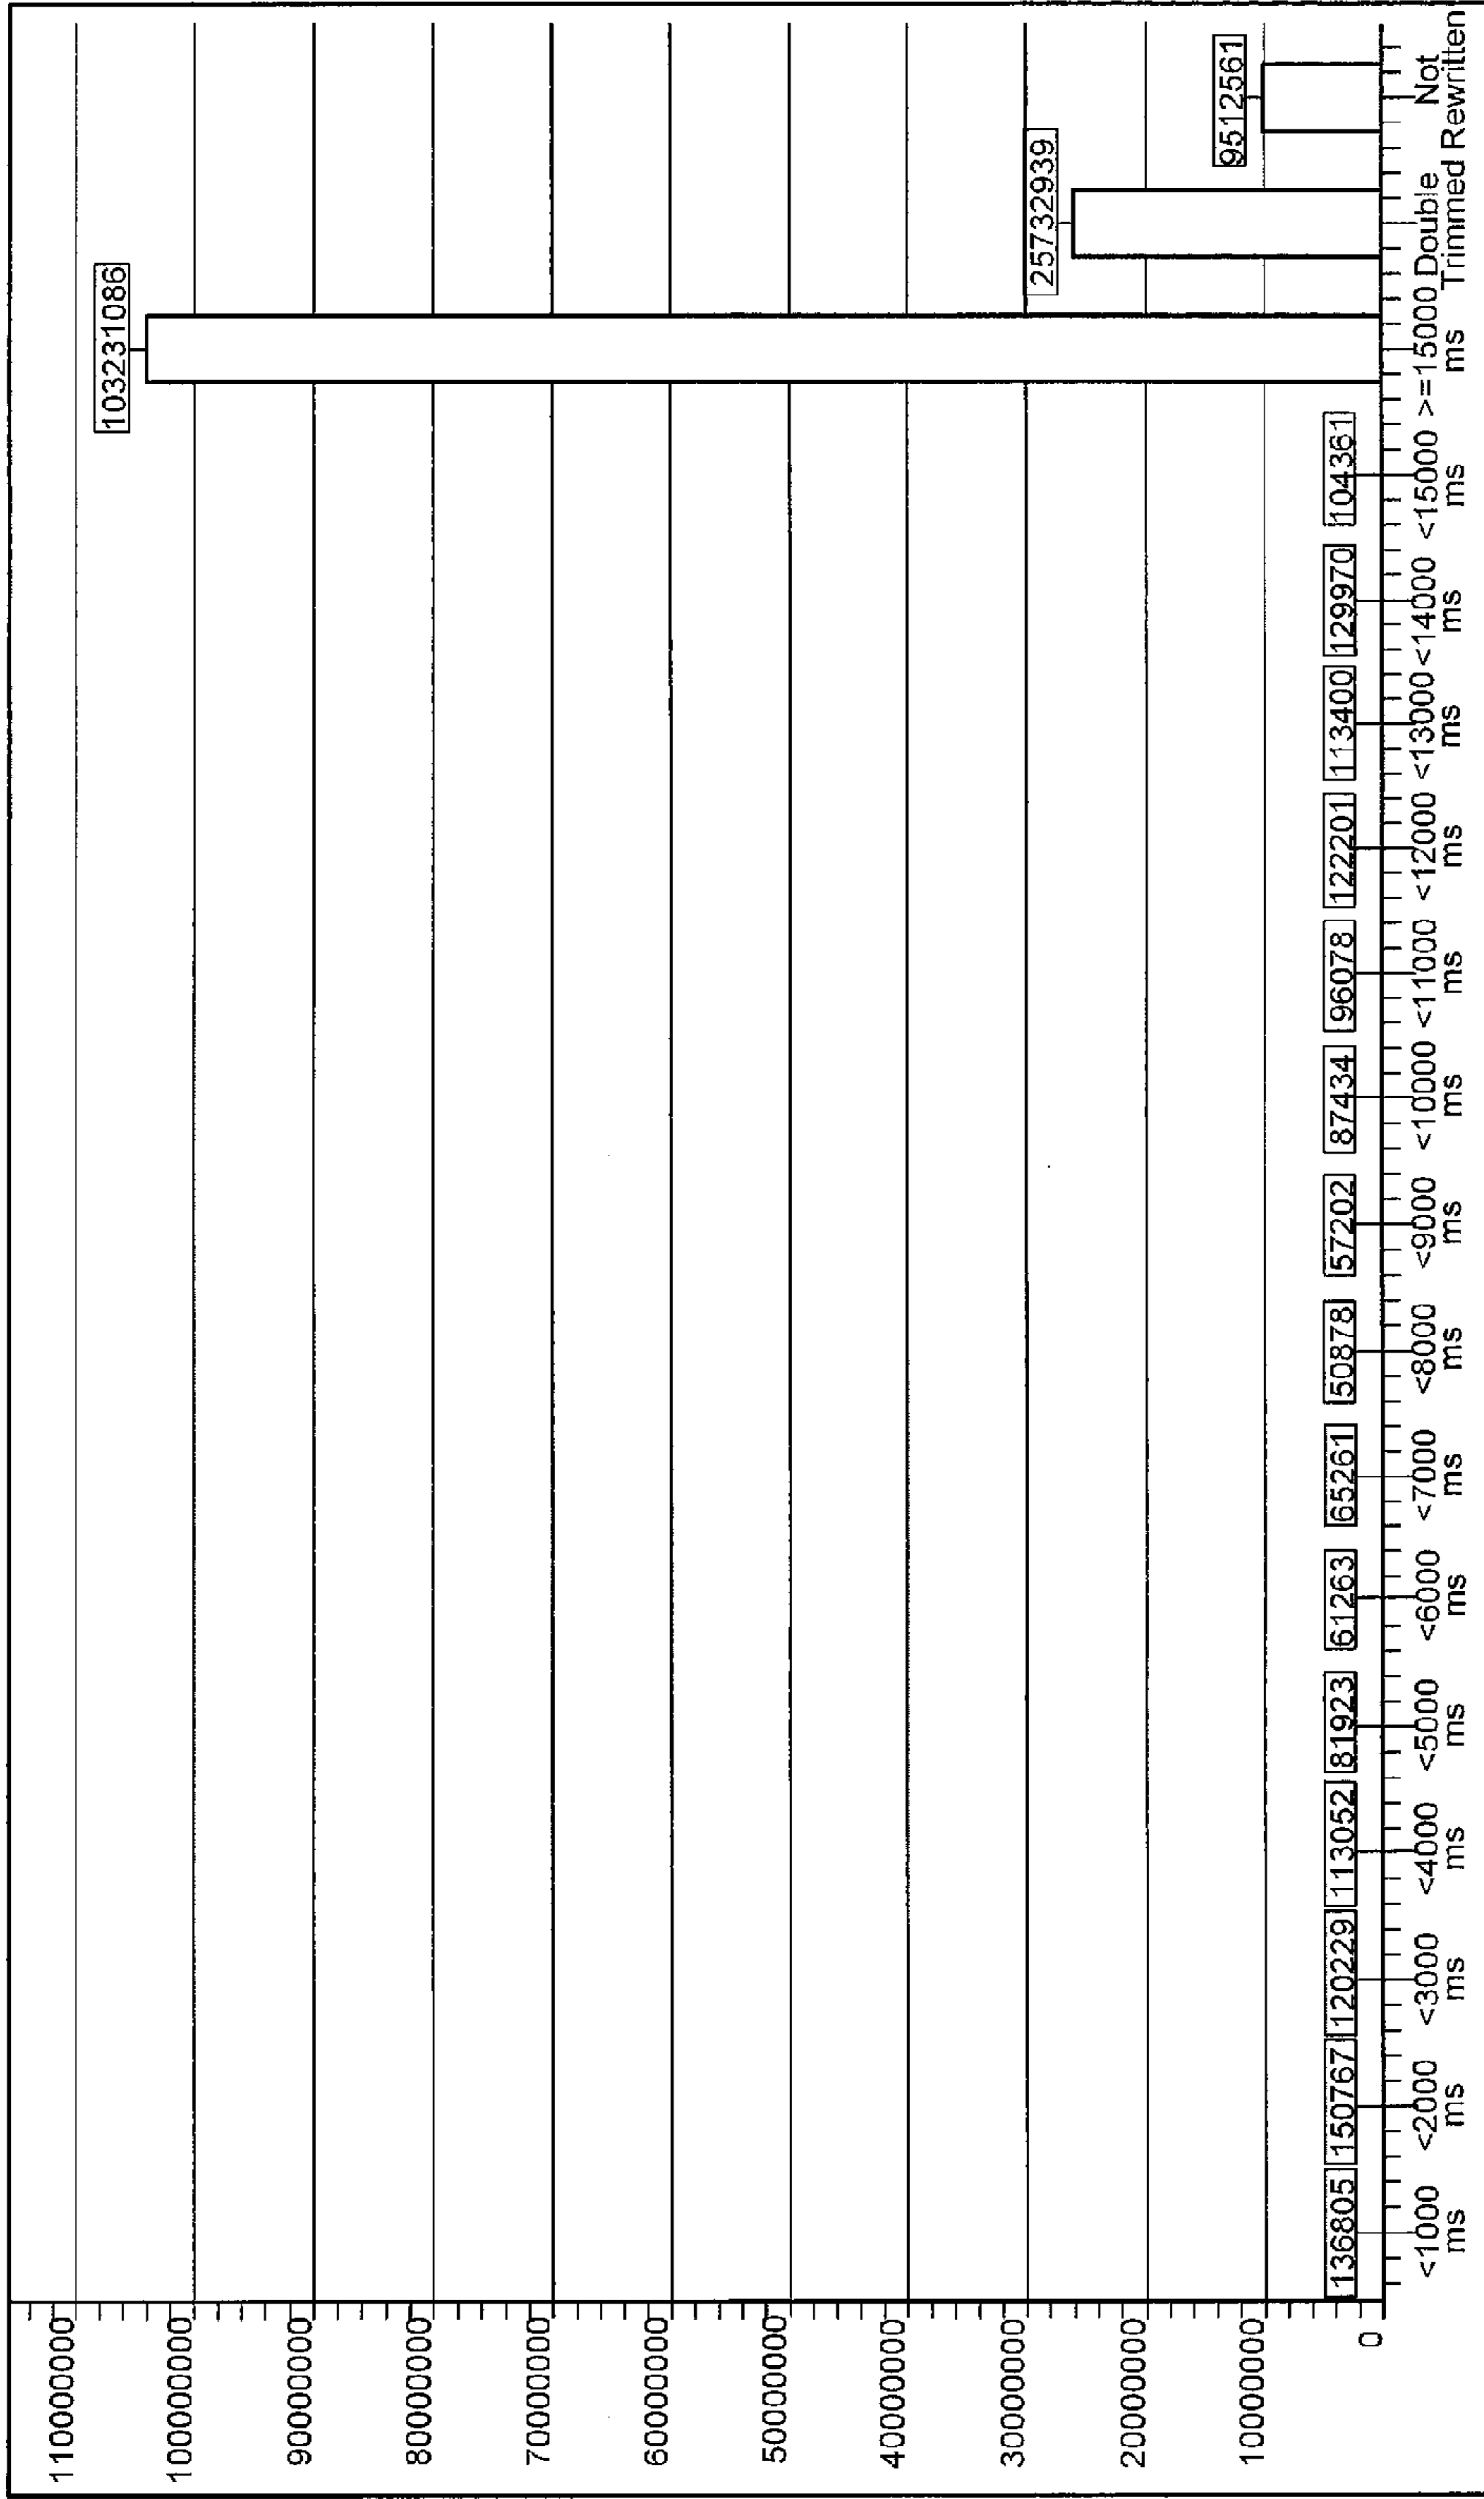 110000000
100000000
90000000
80000000
70000000
60000000
50000000
40000000
30000000
20000000
10000000
0
136805
150767
120229
113052
81923
61263
65261
50878
57202
87434
96078
122201
113400
129970
104361
103231086
25732939
9512561
<1000 ms
<2000 ms
<3000 ms
<4000 ms
<5000 ms
<6000 ms
<7000 ms
<8000 ms
<9000 ms
<10000 ms
<11000 ms
<12000 ms
<13000 ms
<14000 ms
<15000 ms
>=15000 ms
Double Trimmed
Not Rewritten